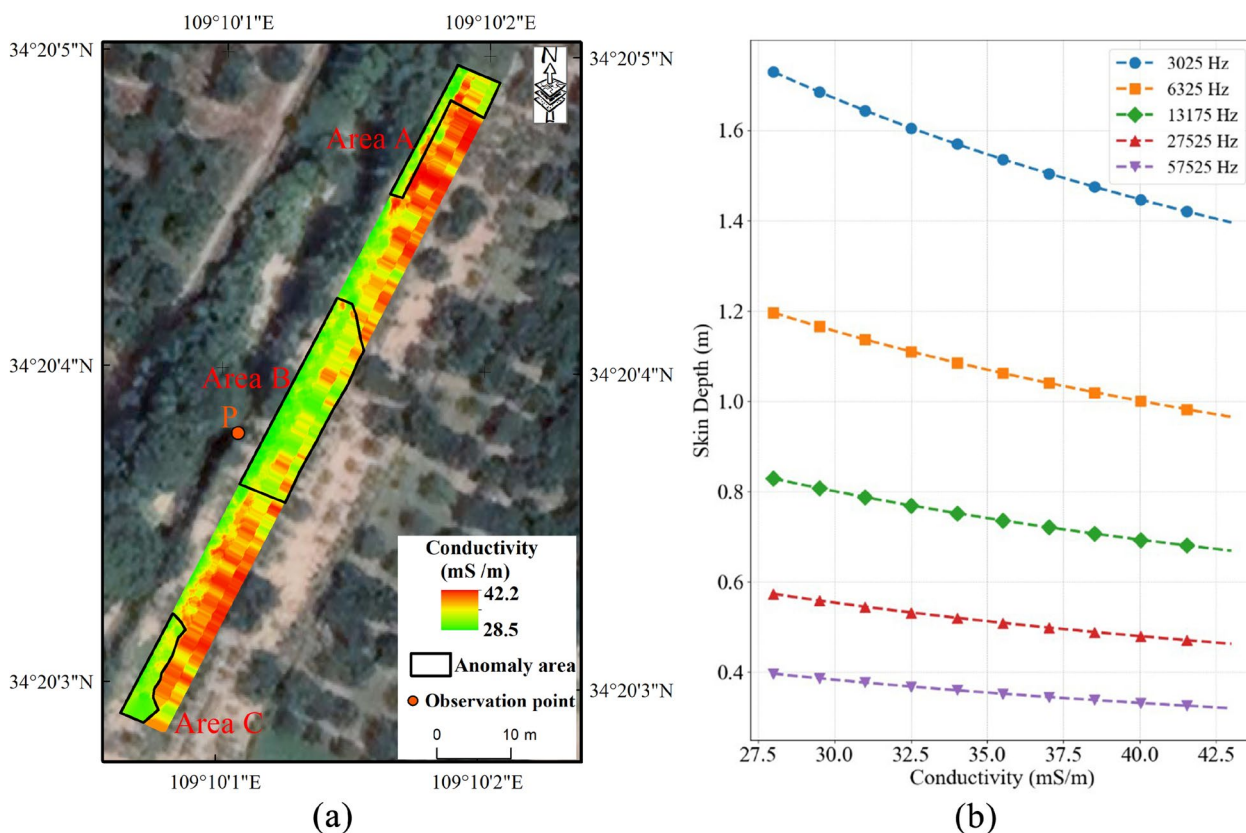 109°10'1"E
109°10'2"E
34°20'5"N
34°20'5"N
N
Area A
34°20'4"N
34°20'4"N
Area B
P
Conductivity
(mS /m)
42.2
28.5
Anomaly area
Observation point
0
10 m
34°20'3"N
34°20'3"N
Area C
109°10'1"E
109°10'2"E
(a)
3025 Hz
6325 Hz
13175 Hz
27525 Hz
57525 Hz
Skin Depth (m)
1.6
1.4
1.2
1.0
0.8
0.6
0.4
27.5
30.0
32.5
35.0
37.5
40.0
42.5
Conductivity (mS/m)
(b)